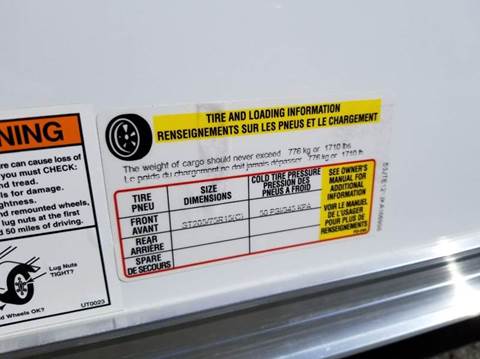 NING
re can cause loss of
you must CHECK:
nd tread.
ls for damage.
ghtness.
and remounted wheels,
lug nuts at the first
d 50 miles of driving.
Lug Nuts
TIGHT?
nd Wheels OK?
UT0023
TIRE AND LOADING INFORMATION
RENSEIGNEMENTS SUR LES PNEUS ET LE CHARGEMENT
The weight of cargo should never exceed 776 kg or 1710 lbs.
Le poids du chargement ne doit jamais dépasser 776 kg or 1710 lb
TIRE
PNEU
SIZE
DIMENSIONS
COLD TIRE PRESSURE
PRESSION DES
PNEUS À FROID
FRONT
AVANT
ST205/75R15(C)
50 PSI/345 KPA
REAR
ARRIÈRE
SPARE
DE SECOURS
SEE OWNER'S
MANUAL FOR
ADDITIONAL
INFORMATION
VOIR LE MANUEL
DE L'USAGER
POUR PLUS DE
RENSEIGNEMENTS